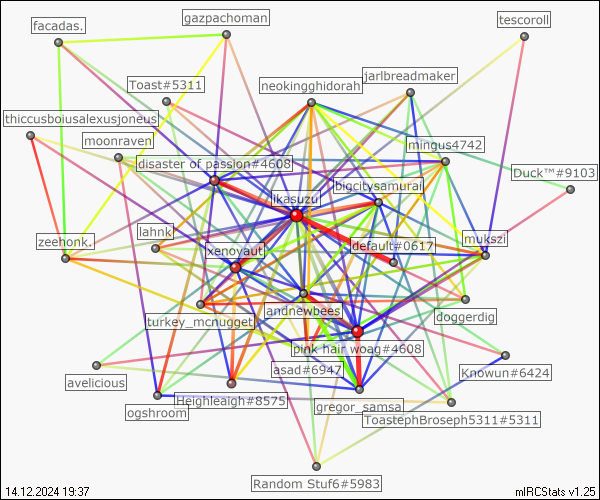 gazpachoman
tescoroll
facadas.
jarlbreadmaker
Toast#5311
neokingghidorah
thiccusboiusalexusjoneus
moonraven
mingus4742
disaster of passion#4608
Duck™#9103
bigcitysamurai
Ikasuzu
lahnk
mukszi
zeehonk.
default#0617
xenoyaut
andnewbees
doggerdig
turkey_mcnugget
pink hair woag#4608
asad#6947
Knowun#6424
avelicious
Heighleaigh#8575
gregor_samsa
ogshroom
ToastephBroseph5311#5311
Random Stuf6#5983
14.12.2024 19:37
mIRCStats v1.25